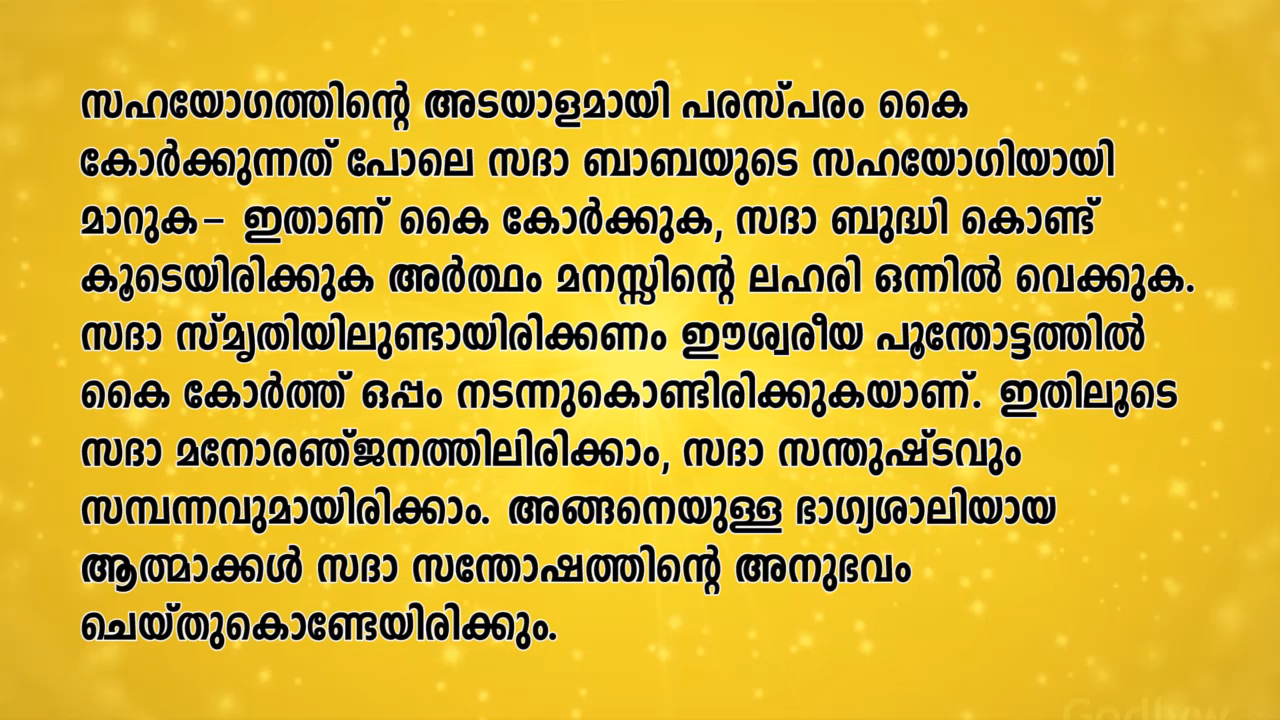 സഹയോഗത്തിന്റെ അടയാളമായി പരസ്പരം കൈ
കോർക്കുന്നത് പോലെ സദാ ബാബയുടെ സഹയോഗിയായി
മാറുക– ഇതാണ് കൈ കോർക്കുക, സദാ ബുദ്ധി കൊണ്ട്
കൂടെയിരിക്കുക അർത്ഥം മനസ്സിന്റെ ലഹരി ഒന്നിൽ വെക്കുക.
സദാ സ്മൃതിയിലുണ്ടായിരിക്കണം ഈശ്വരീയ പൂന്തോട്ടത്തിൽ
കൈ കോർത്ത് ഒപ്പം നടന്നുകൊണ്ടിരിക്കുകയാണ്. ഇതിലൂടെ
സദാ മനോരഞ്ജനത്തിലിരിക്കാം, സദാ സന്തുഷ്ടവും
സമ്പന്നവുമായിരിക്കാം. അങ്ങനെയുള്ള ഭാഗ്യശാലിയായ
ആത്മാക്കൾ സദാ സന്തോഷത്തിന്റെ അനുഭവം
ചെയ്തുകൊണ്ടേയിരിക്കും.